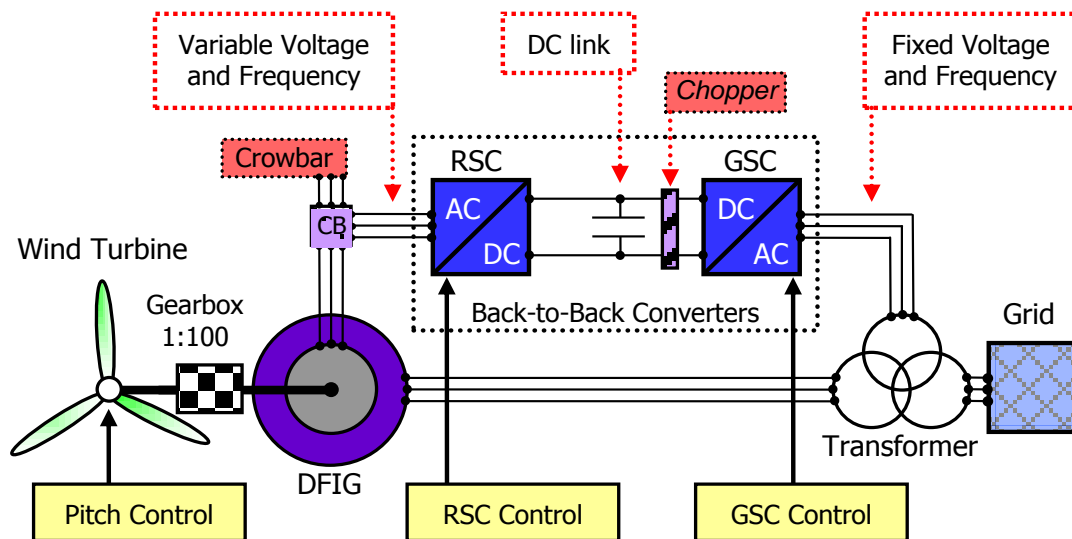 Variable Voltage
and Frequency
DC link
Fixed Voltage
and Frequency
Chopper
Crowbar
RSC
GSC
CB
AC
DC
DC
AC
Wind Turbine
Gearbox
1:100
Back-to-Back Converters
Grid
DFIG
Transformer
Pitch Control
RSC Control
GSC Control